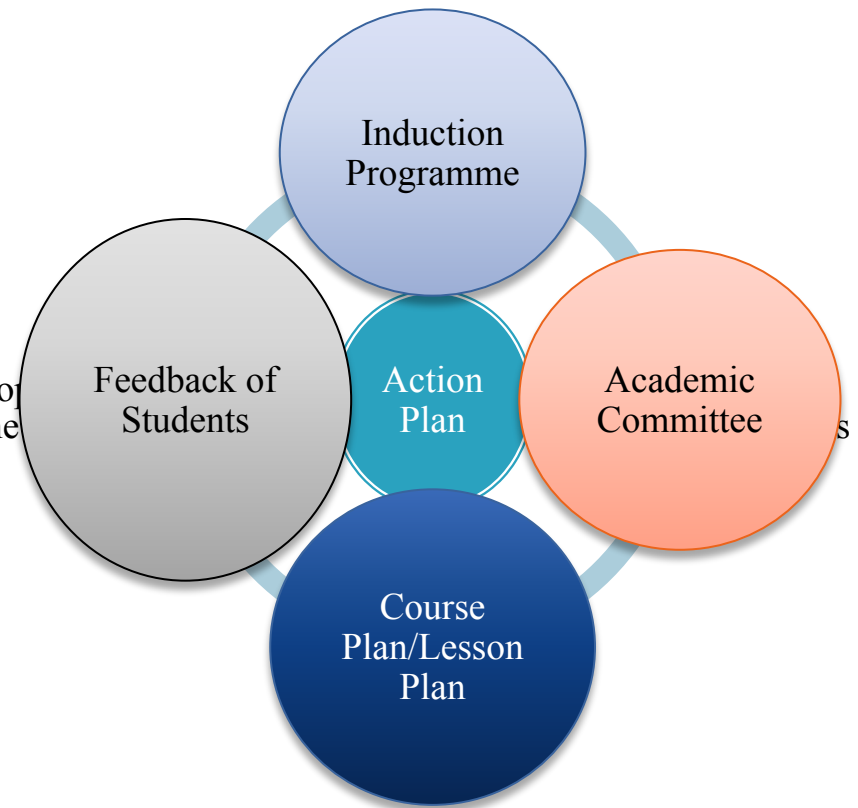 Induction
Programme
Feedback of
Students
Action
Plan
Academic
Committee
Course
Plan/Lesson
Plan